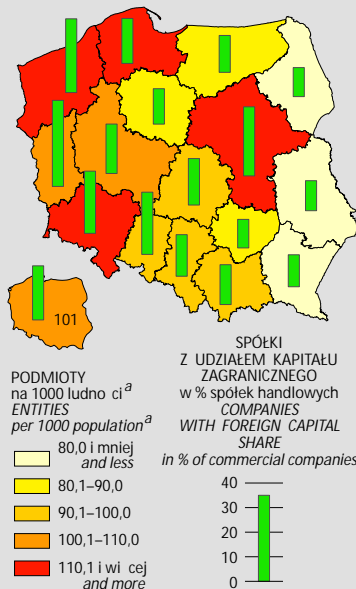 101
PODMIOTY
na 1000 ludno ci a
ENTITIES
per 1000 population a
80,0 i mniej
and less
80,1–90,0
90,1–100,0
100,1–110,0
110,1 i wi cej
and more
SPÓŁKI
Z UDZIAŁEM KAPITAŁU
ZAGRANICZNEGO
w % spółek handlowych
COMPANIES
WITH FOREIGN CAPITAL
SHARE
in % of commercial companies
40
30
20
10
0